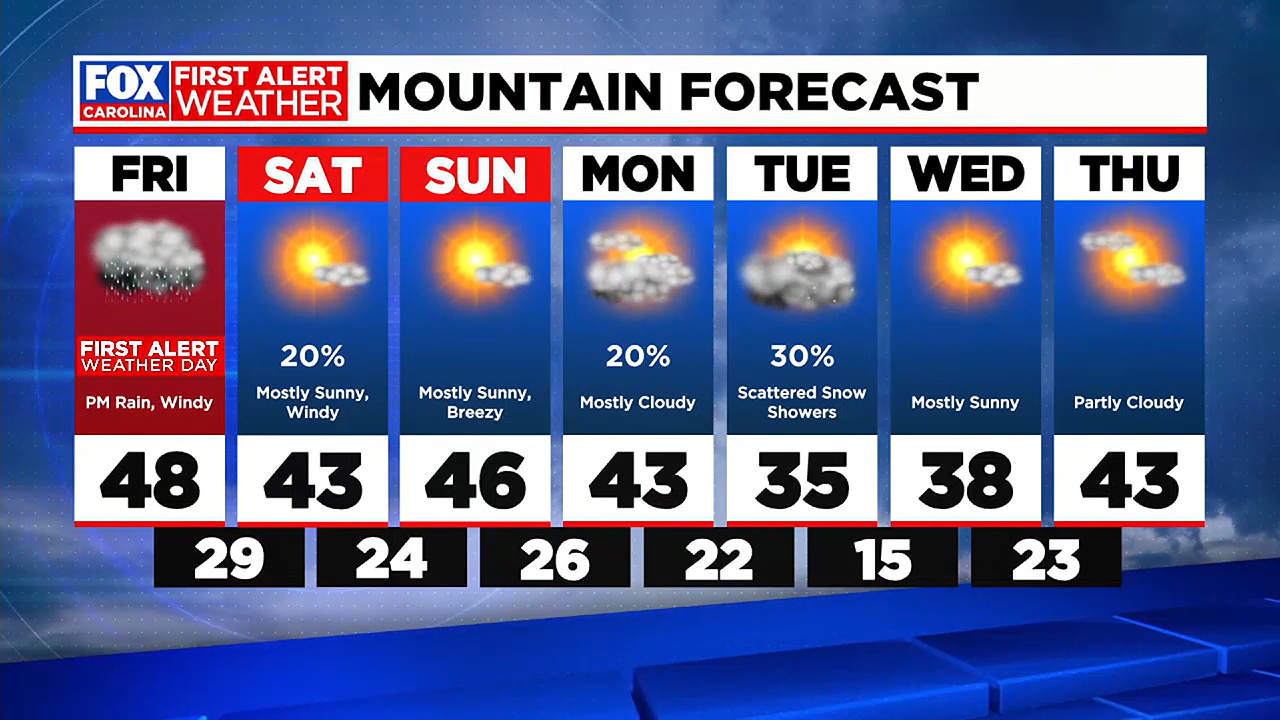 FOX
CAROLINA
FIRST ALERT
WEATHER
MOUNTAIN FORECAST
FRI
SAT
SUN
MON
TUE
WED
THU
FIRST ALERT
WEATHER DAY
20%
20%
30%
PM Rain, Windy
Mostly Sunny,
Windy
Mostly Sunny,
Breezy
Mostly Cloudy
Scattered Snow
Showers
Mostly Sunny
Partly Cloudy
48
43
46
43
35
38
43
29
24
26
22
15
23